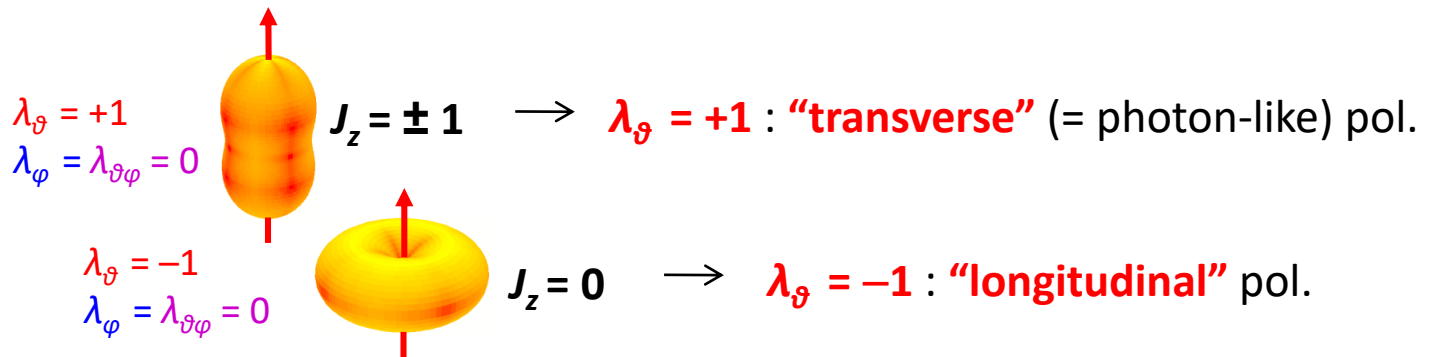 λϑ = +1
λφ = λϑφ = 0
Jz = ± 1 → λϑ = +1 : “transverse” (= photon-like) pol.
λϑ = –1
λφ = λϑφ = 0
Jz = 0 → λϑ = –1 : “longitudinal” pol.